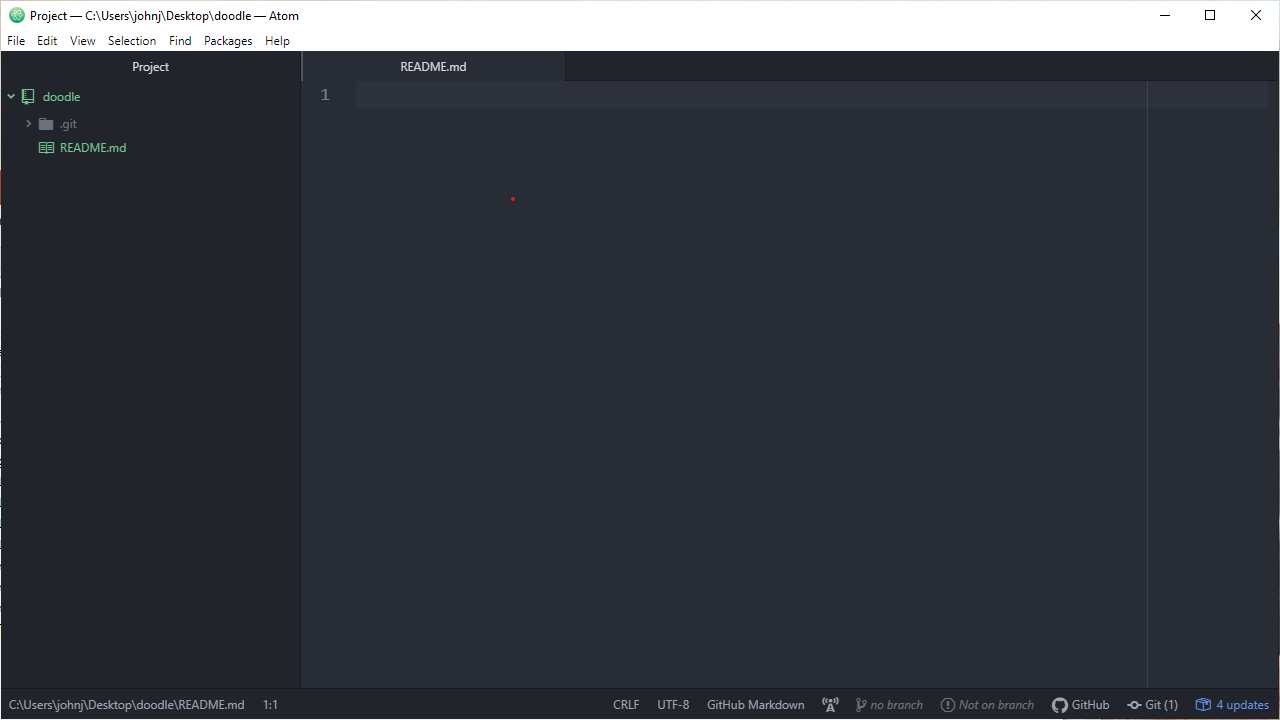 Project — C:\Users\johnj\Desktop\doodle — Atom
File Edit View Selection Find Packages Help
Project README.md
doodle 1
.git
README.md
C:\Users\johnj\Desktop\doodle\README.md 1:1 CRLF UTF-8 GitHub Markdown no branch Not on branch GitHub Git (1) 4 updates